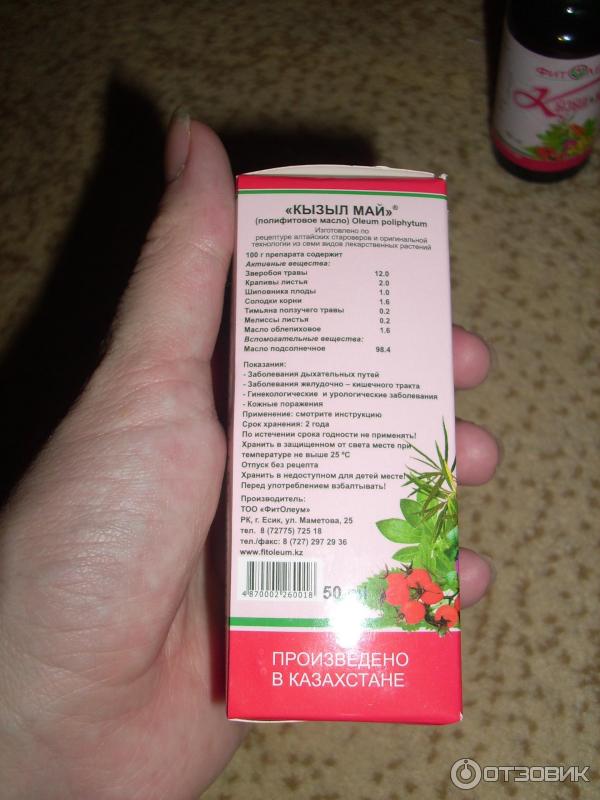 «КЫЗЫЛ МАЙ»®
(полифитовое масло) Oleum poliphytum
Изготовлено по
рецептуре алтайских староверов и оригинальной
технологии из семи видов лекарственных растений
100 г препарата содержит
Активные вещества:
Зверобоя травы 12.0
Крапивы листья 2.0
Шиповника плоды 1.0
Солодки корни 1.6
Тимьяна ползучего травы 0.2
Мелиссы листья 0.2
Масло облепиховое 1.6
Вспомогательные вещества:
Масло подсолнечное 98.4
Показания:
- Заболевания дыхательных путей
- Заболевания желудочно – кишечного тракта
- Гинекологические и урологические заболевания
- Кожные поражения
Применение: смотрите инструкцию
Срок хранения: 2 года
По истечении срока годности не применять!
Хранить в защищенном от света месте при
температуре не выше 25 ºС
Отпуск без рецепта
Хранить в недоступном для детей месте!
Перед употреблением взбалтывать!
Производитель:
ТОО «ФитОлеум»
РК, г. Есик, ул. Маметова, 25
тел. 8 (72775) 725 18
тел./факс: 8 (727) 297 29 36
www.fitoleum.kz
4870002260018
50
ПРОИЗВЕДЕНО
В КАЗАХСТАНЕ
ОТЗОВИК